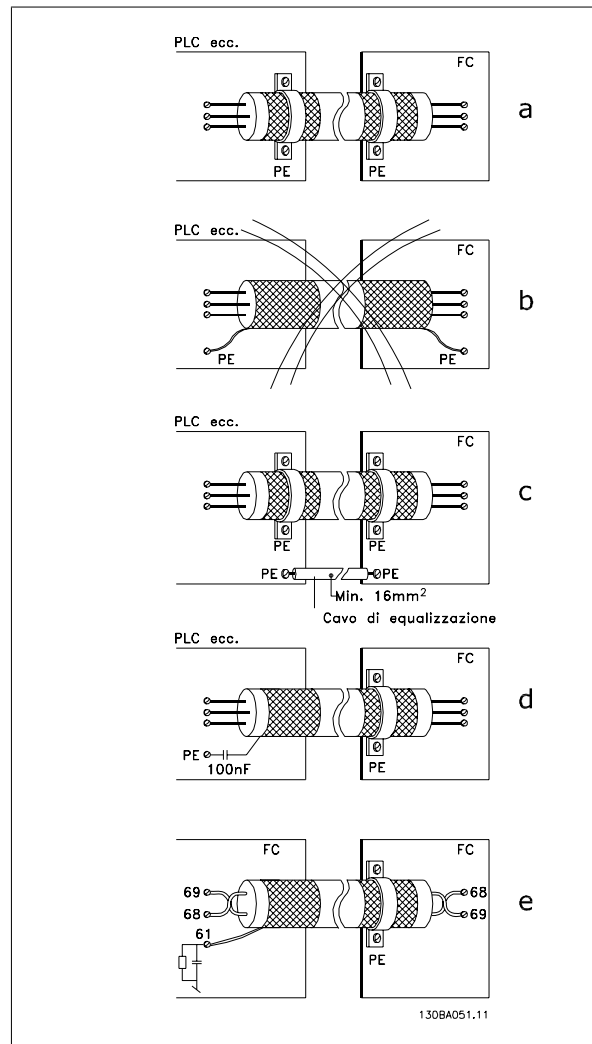 PLC ecc.
FC
a
PE
PE
PLC ecc.
FC
b
PE
PE
PLC ecc.
FC
c
PE
PE
PE
PE
Min. 16mm²
Cavo di equalizzazione
PLC ecc.
FC
d
PE
100nF
PE
FC
FC
69
68
e
68
69
61
PE
130BA051.11